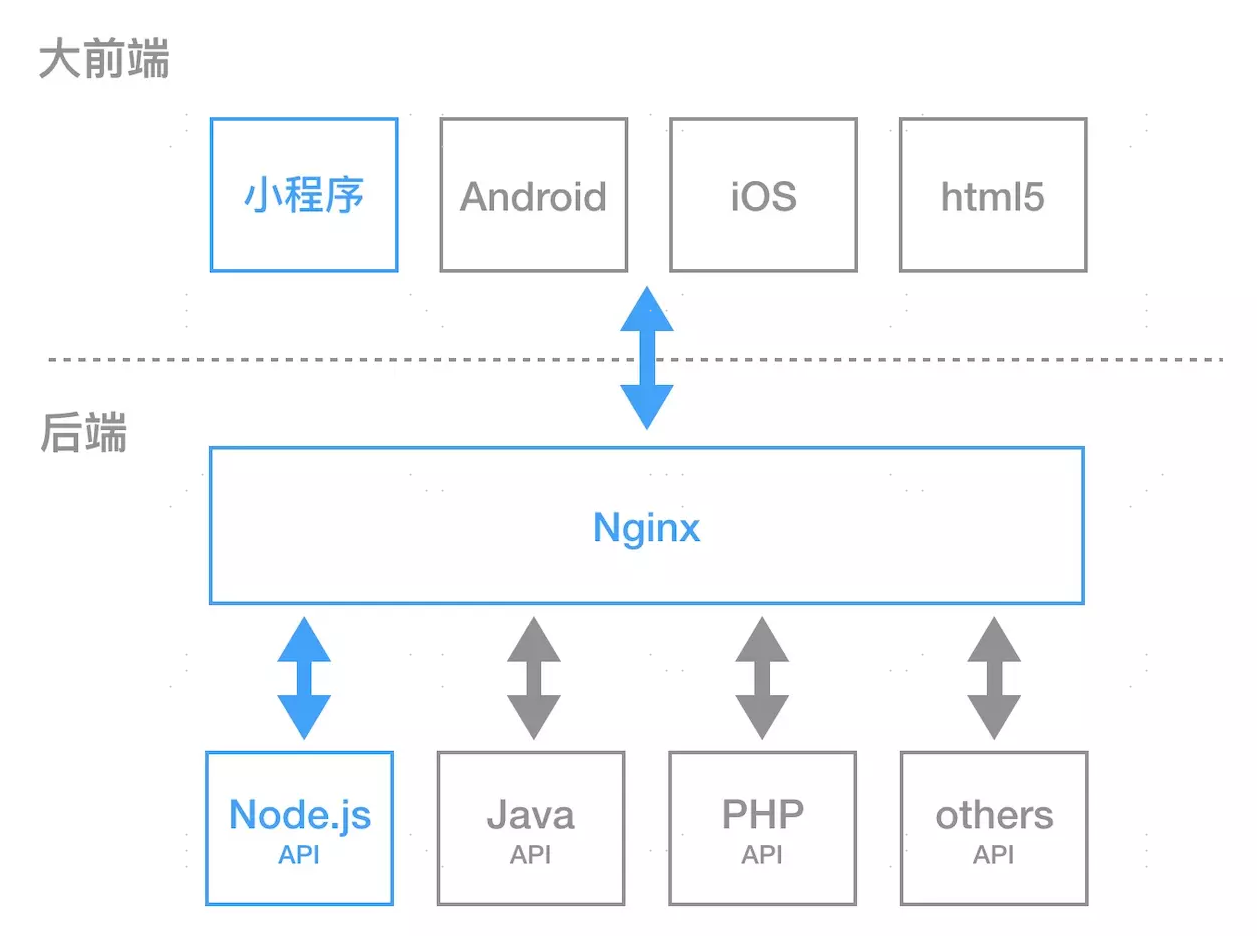 大前端
小程序
Android
iOS
html5
后端
Nginx
Node.js
API
Java
API
PHP
API
others
API